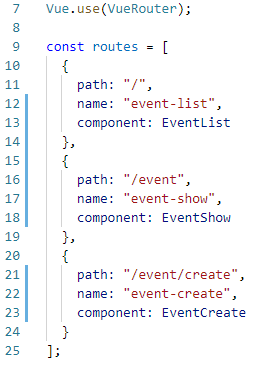 7 Vue.use(VueRouter);
8
9 const routes = [
10 {
11 path: "/",
12 name: "event-list",
13 component: EventList
14 },
15 {
16 path: "/event",
17 name: "event-show",
18 component: EventShow
19 },
20 {
21 path: "/event/create",
22 name: "event-create",
23 component: EventCreate
24 }
25 ];